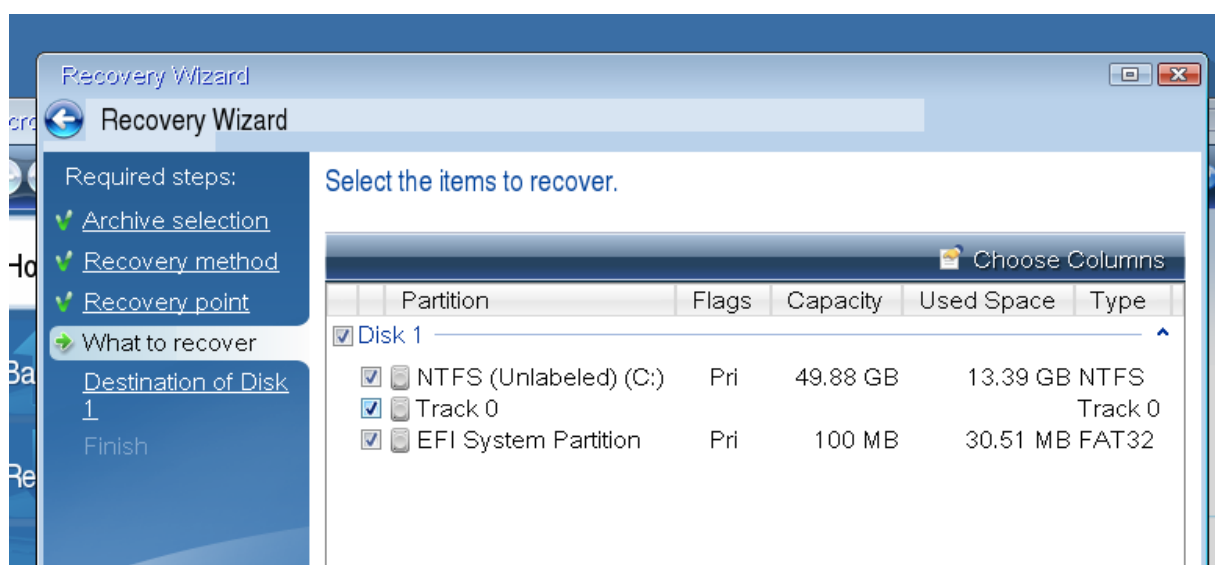 Recovery Wizard
Recovery Wizard
Required steps:
Archive selection
Recovery method
Recovery point
What to recover
Destination of Disk
1
Finish
Select the items to recover.
Choose Columns
Partition Flags Capacity Used Space Type
Disk 1
NTFS (Unlabeled) (C:) Pri 49.88 GB 13.39 GB NTFS
Track 0 Track 0
EFI System Partition Pri 100 MB 30.51 MB FAT32